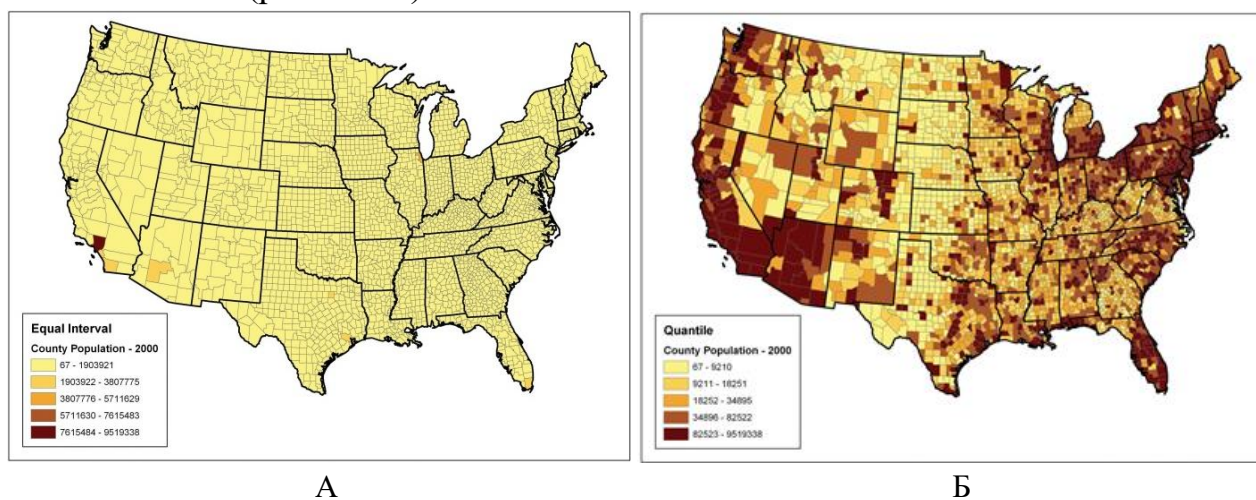 Equal Interval
County Population - 2000
67 - 1903921
1903922 - 3807775
3807776 - 5711629
5711630 - 7615483
7615484 - 9519338
Quantile
County Population - 2000
67 - 9210
9211 - 18251
18252 - 34895
34896 - 82522
82523 - 9519338
А
Б